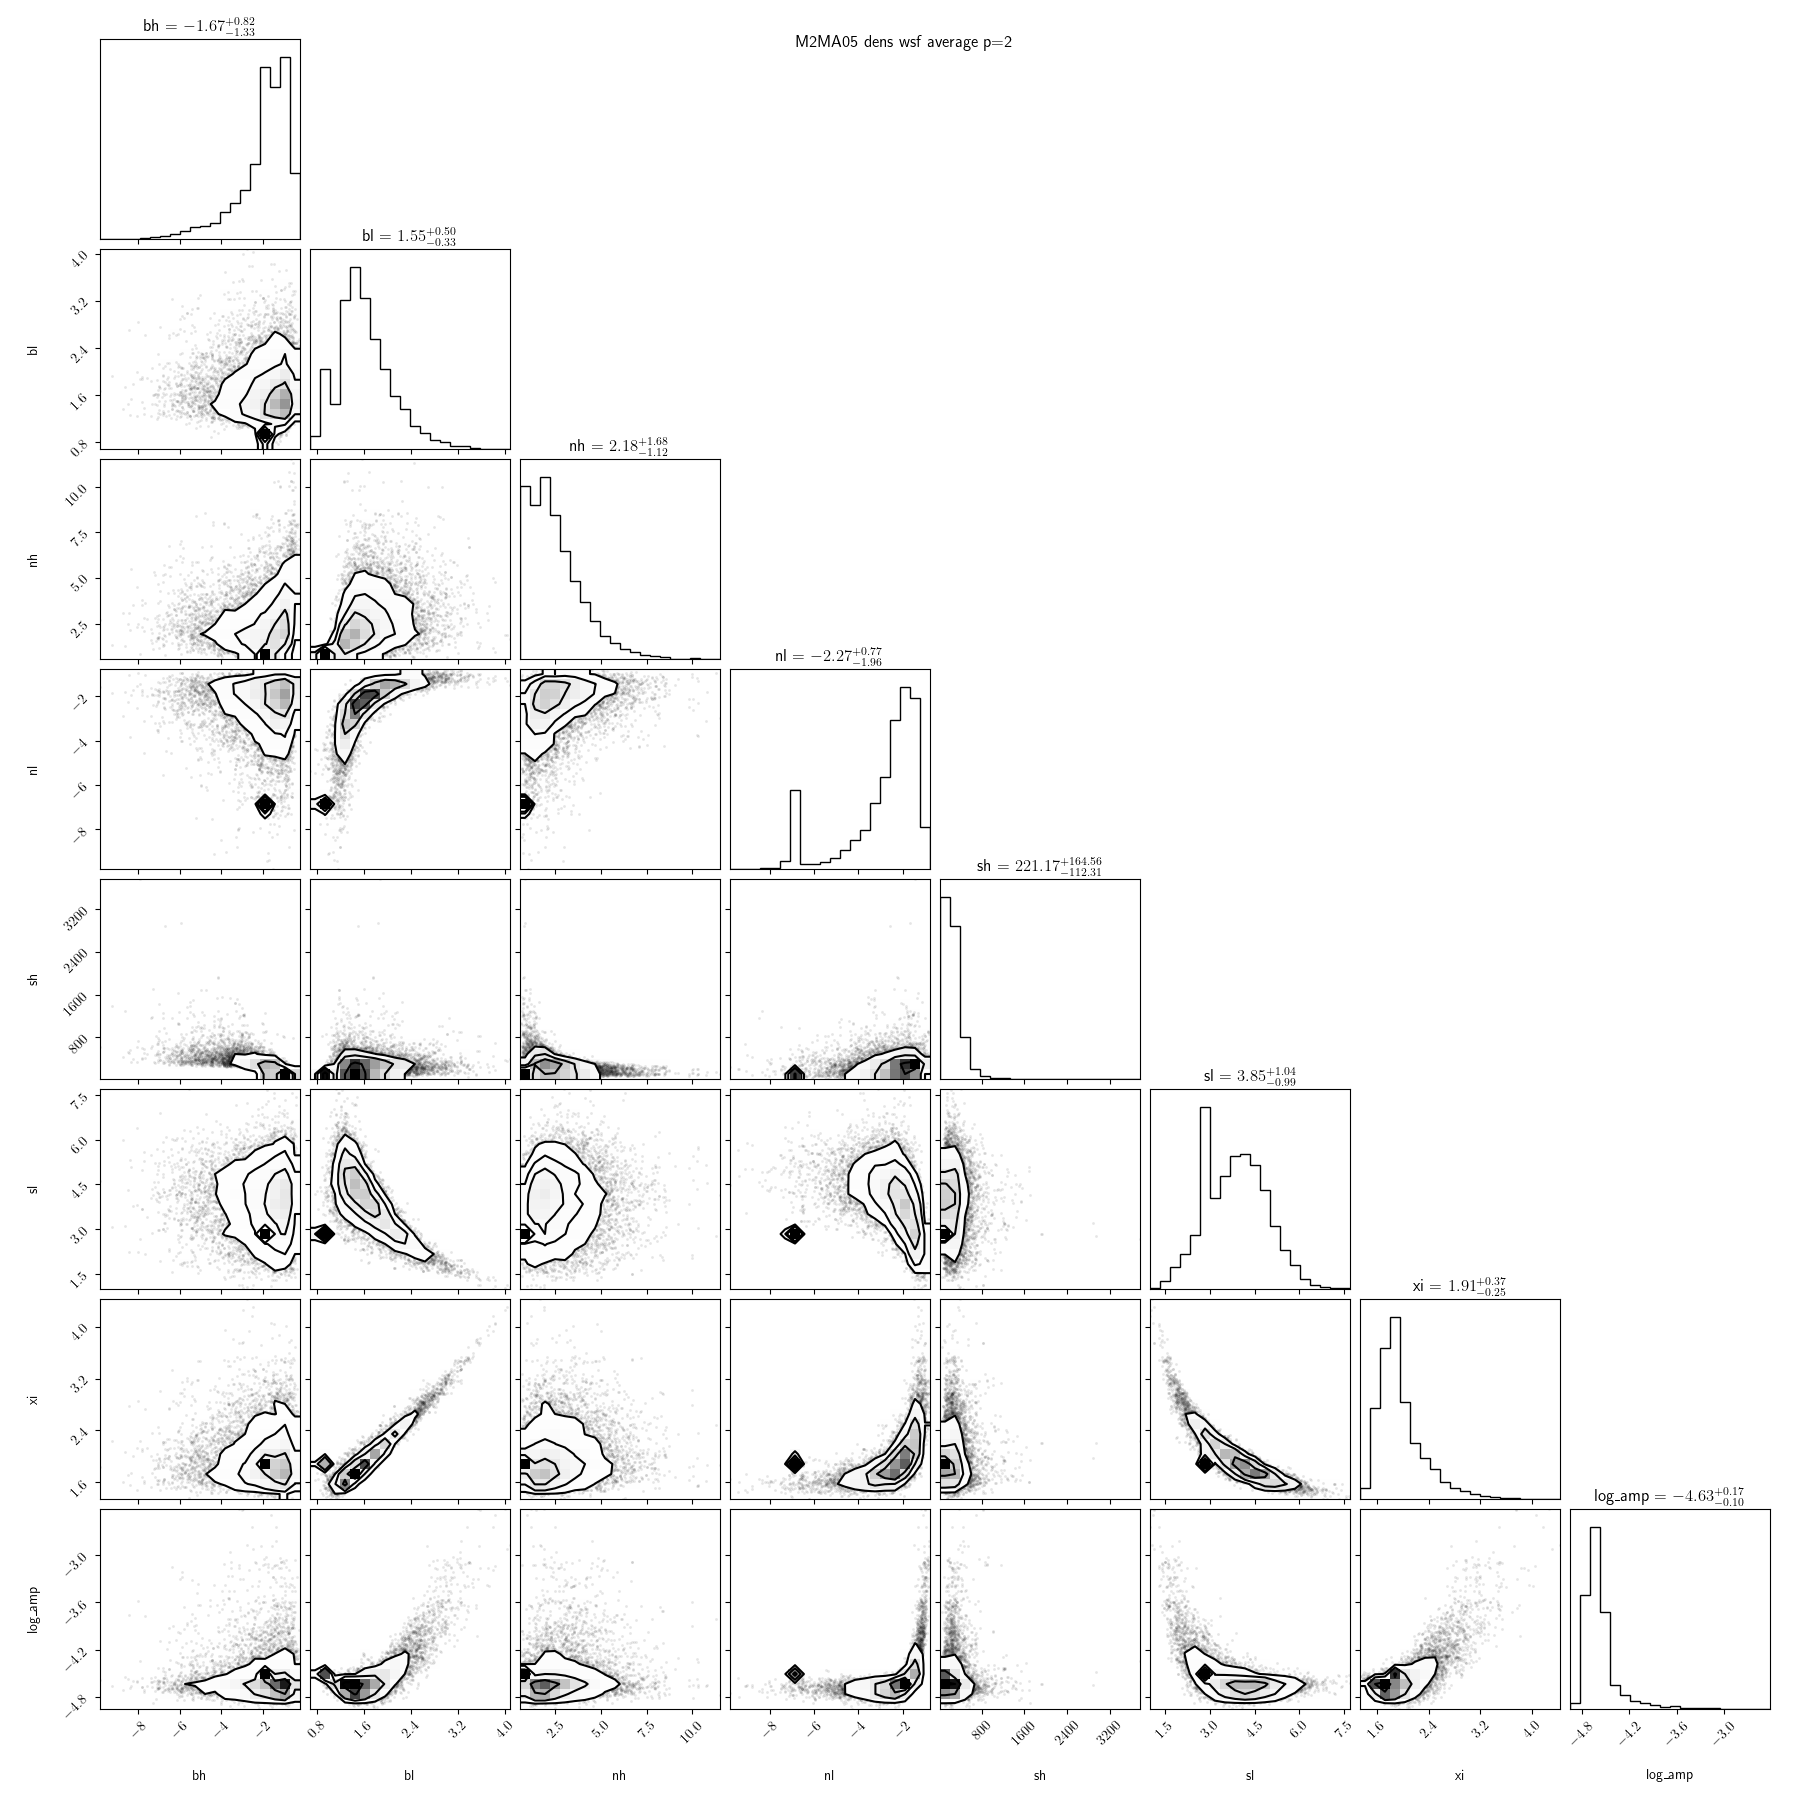 M2MA05 dens wsf average p=2
bh = −1.67+0.82 −1.33
bl = 1.55+0.50 −0.33
4.0
3.2
2.4
1.6
0.8
bl
nh = 2.18+1.68 −1.12
10.0
7.5
5.0
2.5
nh
nl = −2.27+0.77 −1.96
−2
−4
−6
−8
nl
sh = 221.17+164.56 −112.31
3200
2400
1600
800
sh
sl = 3.85+1.04 −0.99
7.5
6.0
4.5
3.0
1.5
sl
xi = 1.91+0.37 −0.25
4.0
3.2
2.4
1.6
xi
log_amp = −4.63+0.17 −0.10
−3.0
−3.6
−4.2
−4.8
log_amp
−8 −6 −4 −2 0.8 1.6 2.4 3.2 4.0 2.5 5.0 7.5 10.0 −8 −6 −4 −2 800 1600 2400 3200 1.5 3.0 4.5 6.0 7.5 1.6 2.4 3.2 4.0 −4.8 −4.2 −3.6 −3.0
bh bl nh nl sh sl xi log_amp